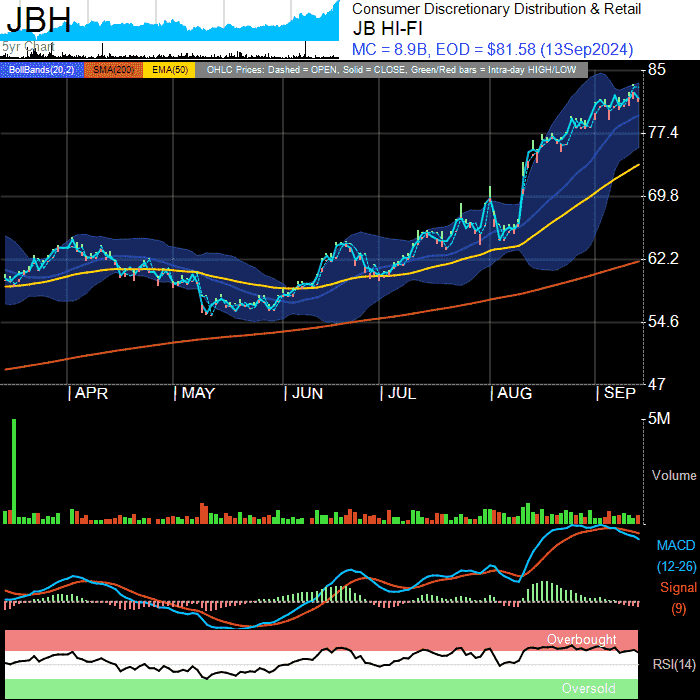 JBH
5yr Chart
Consumer Discretionary Distribution & Retail
JB HI-FI
MC = 8.9B, EOD = $81.58 (13Sep2024)
BollBands(20,2) SMA(200) EMA(50) OHLC Prices: Dashed = OPEN, Solid = CLOSE, Green/Red bars = Intra-day HIGH/LOW
85
77.4
69.8
62.2
54.6
47
| APR | MAY | JUN | JUL | AUG | SEP
5M
Volume
MACD
(12-26)
Signal
(9)
Overbought
RSI(14)
Oversold